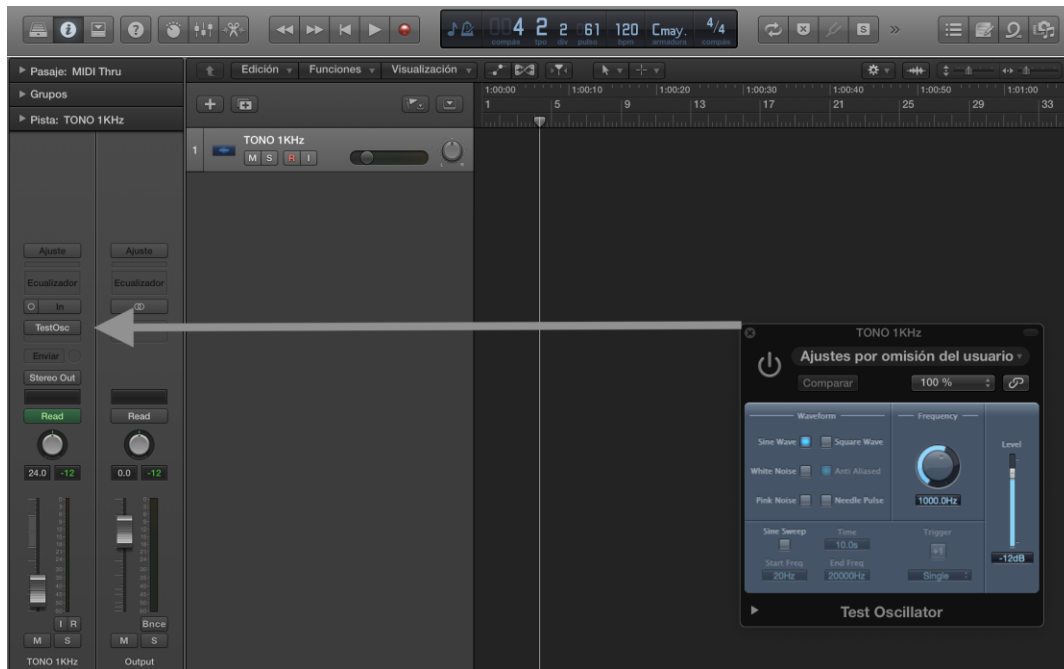 004 2 2 61 120 Cmay. 4/4
compás tpo div pulso bpm armadura compás
S
Pasaje: MIDI Thru
Grupos
Pista: TONO 1KHz
Edición Funciones Visualización
1:00:00 1:00:10 1:00:20 1:00:30 1:00:40 1:00:50 1:01:00
1 5 9 13 17 21 25 29 33
1 TONO 1KHz
M S R I
L R
Ajuste Ajuste
Ecualizador Ecualizador
In
TestOsc
Enviar
Stereo Out
Read Read
24.0 -12 0.0 -12
I R Bnce
M S M S
TONO 1KHz Output
TONO 1KHz
Ajustes por omisión del usuario
Comparar 100 %
Waveform Frequency
Sine Wave Square Wave Level
White Noise Anti Aliased
Pink Noise Needle Pulse 1000.0Hz
Sine Sweep Time Trigger
10.0s +1
Start Freq End Freq -12dB
20Hz 20000Hz Single
Test Oscillator